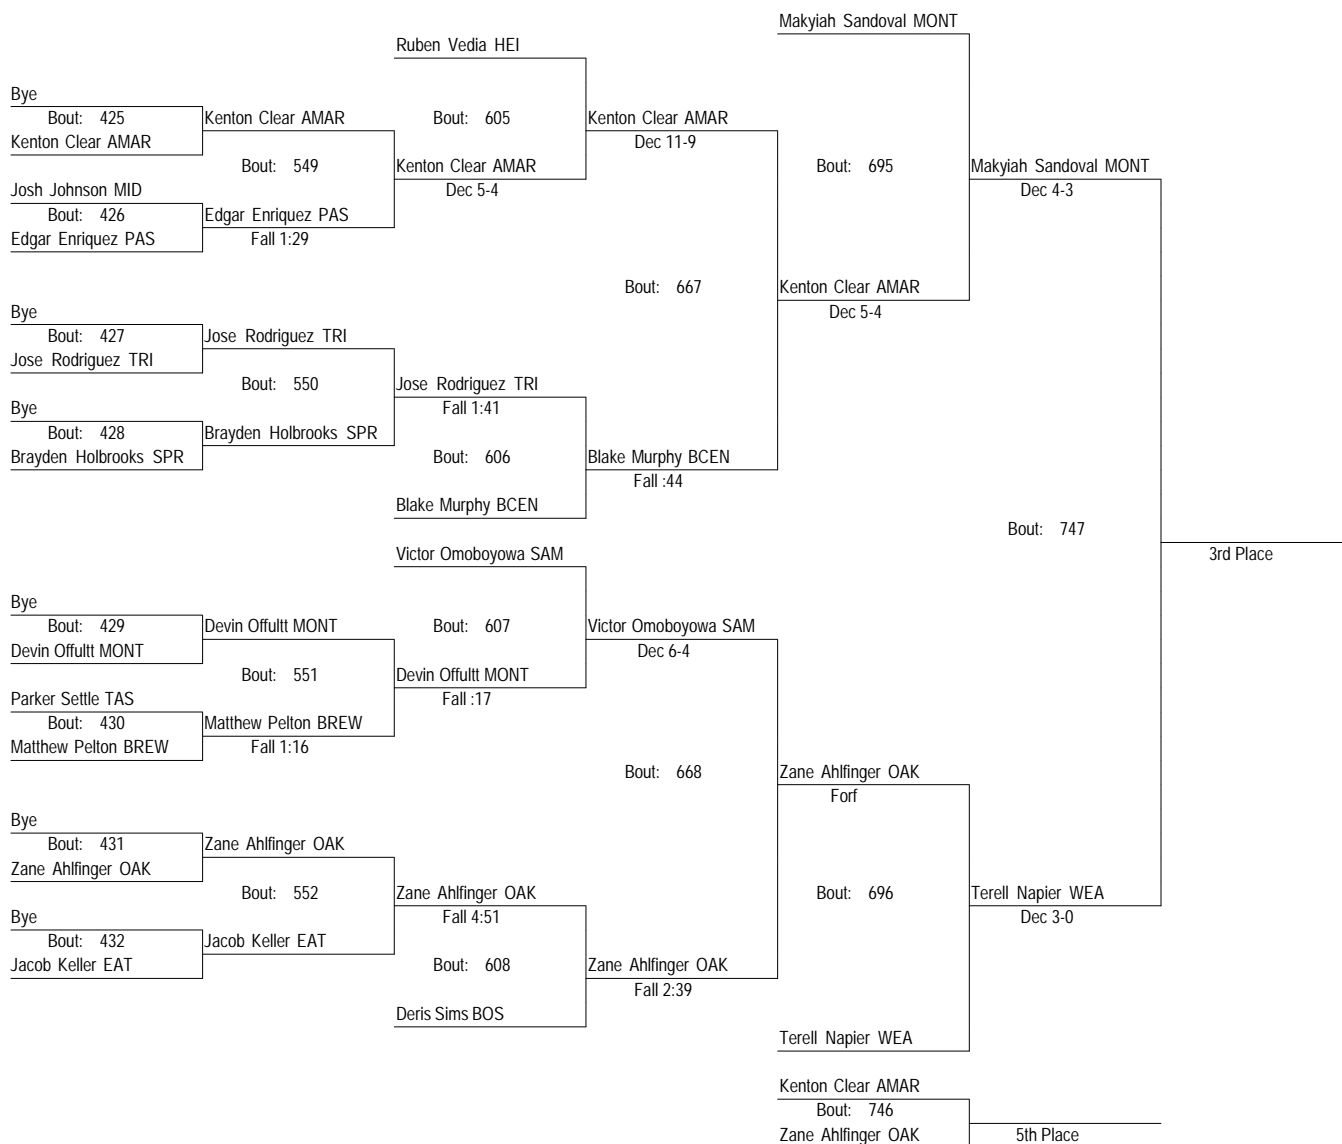 Makyiah Sandoval MONT
Ruben Vedia HEI
Bye
Bout: 425
Kenton Clear AMAR
Kenton Clear AMAR
Bout: 549
Josh Johnson MID
Bout: 426
Edgar Enriquez PAS
Edgar Enriquez PAS
Fall 1:29
Bout: 605
Kenton Clear AMAR
Dec 5-4
Kenton Clear AMAR
Dec 11-9
Bout: 695
Makyiah Sandoval MONT
Dec 4-3
Bout: 667
Kenton Clear AMAR
Dec 5-4
Bye
Bout: 427
Jose Rodriguez TRI
Jose Rodriguez TRI
Bout: 550
Bye
Bout: 428
Brayden Holbrooks SPR
Brayden Holbrooks SPR
Jose Rodriguez TRI
Fall 1:41
Bout: 606
Blake Murphy BCEN
Blake Murphy BCEN
Fall :44
Bout: 747
3rd Place
Victor Omoboyowa SAM
Bye
Bout: 429
Devin Offultt MONT
Devin Offultt MONT
Bout: 551
Parker Settle TAS
Bout: 430
Matthew Pelton BREW
Matthew Pelton BREW
Fall 1:16
Bout: 607
Devin Offultt MONT
Fall :17
Victor Omoboyowa SAM
Dec 6-4
Bout: 668
Zane Ahlfinger OAK
Forf
Bye
Bout: 431
Zane Ahlfinger OAK
Zane Ahlfinger OAK
Bout: 552
Bye
Bout: 432
Jacob Keller EAT
Jacob Keller EAT
Zane Ahlfinger OAK
Fall 4:51
Bout: 608
Deris Sims BOS
Zane Ahlfinger OAK
Fall 2:39
Bout: 696
Terell Napier WEA
Dec 3-0
Terell Napier WEA
Kenton Clear AMAR
Bout: 746
Zane Ahlfinger OAK
5th Place